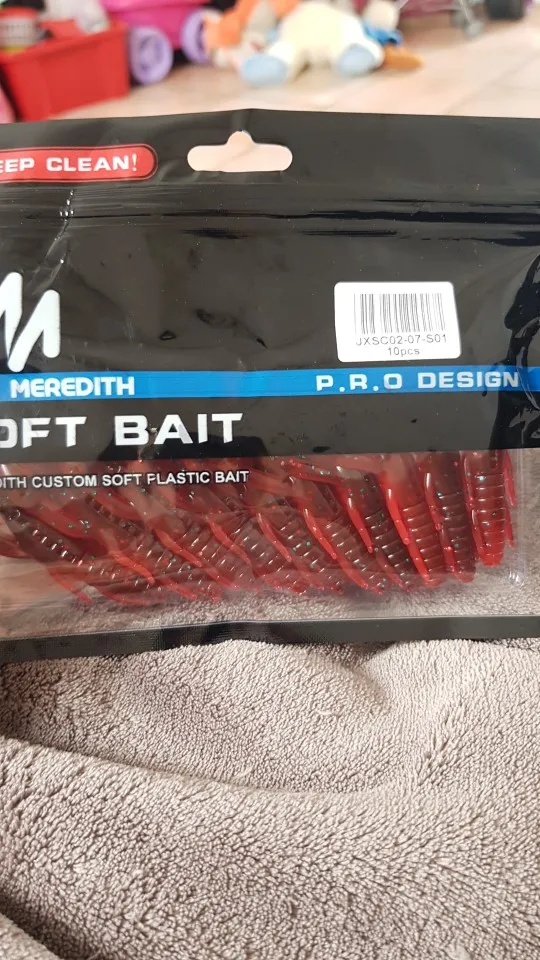 EEP CLEAN!
JXSC02-07-S01
10pcs
MEREDITH
P.R.O DESIGN
OFT BAIT
DITH CUSTOM SOFT PLASTIC BAIT